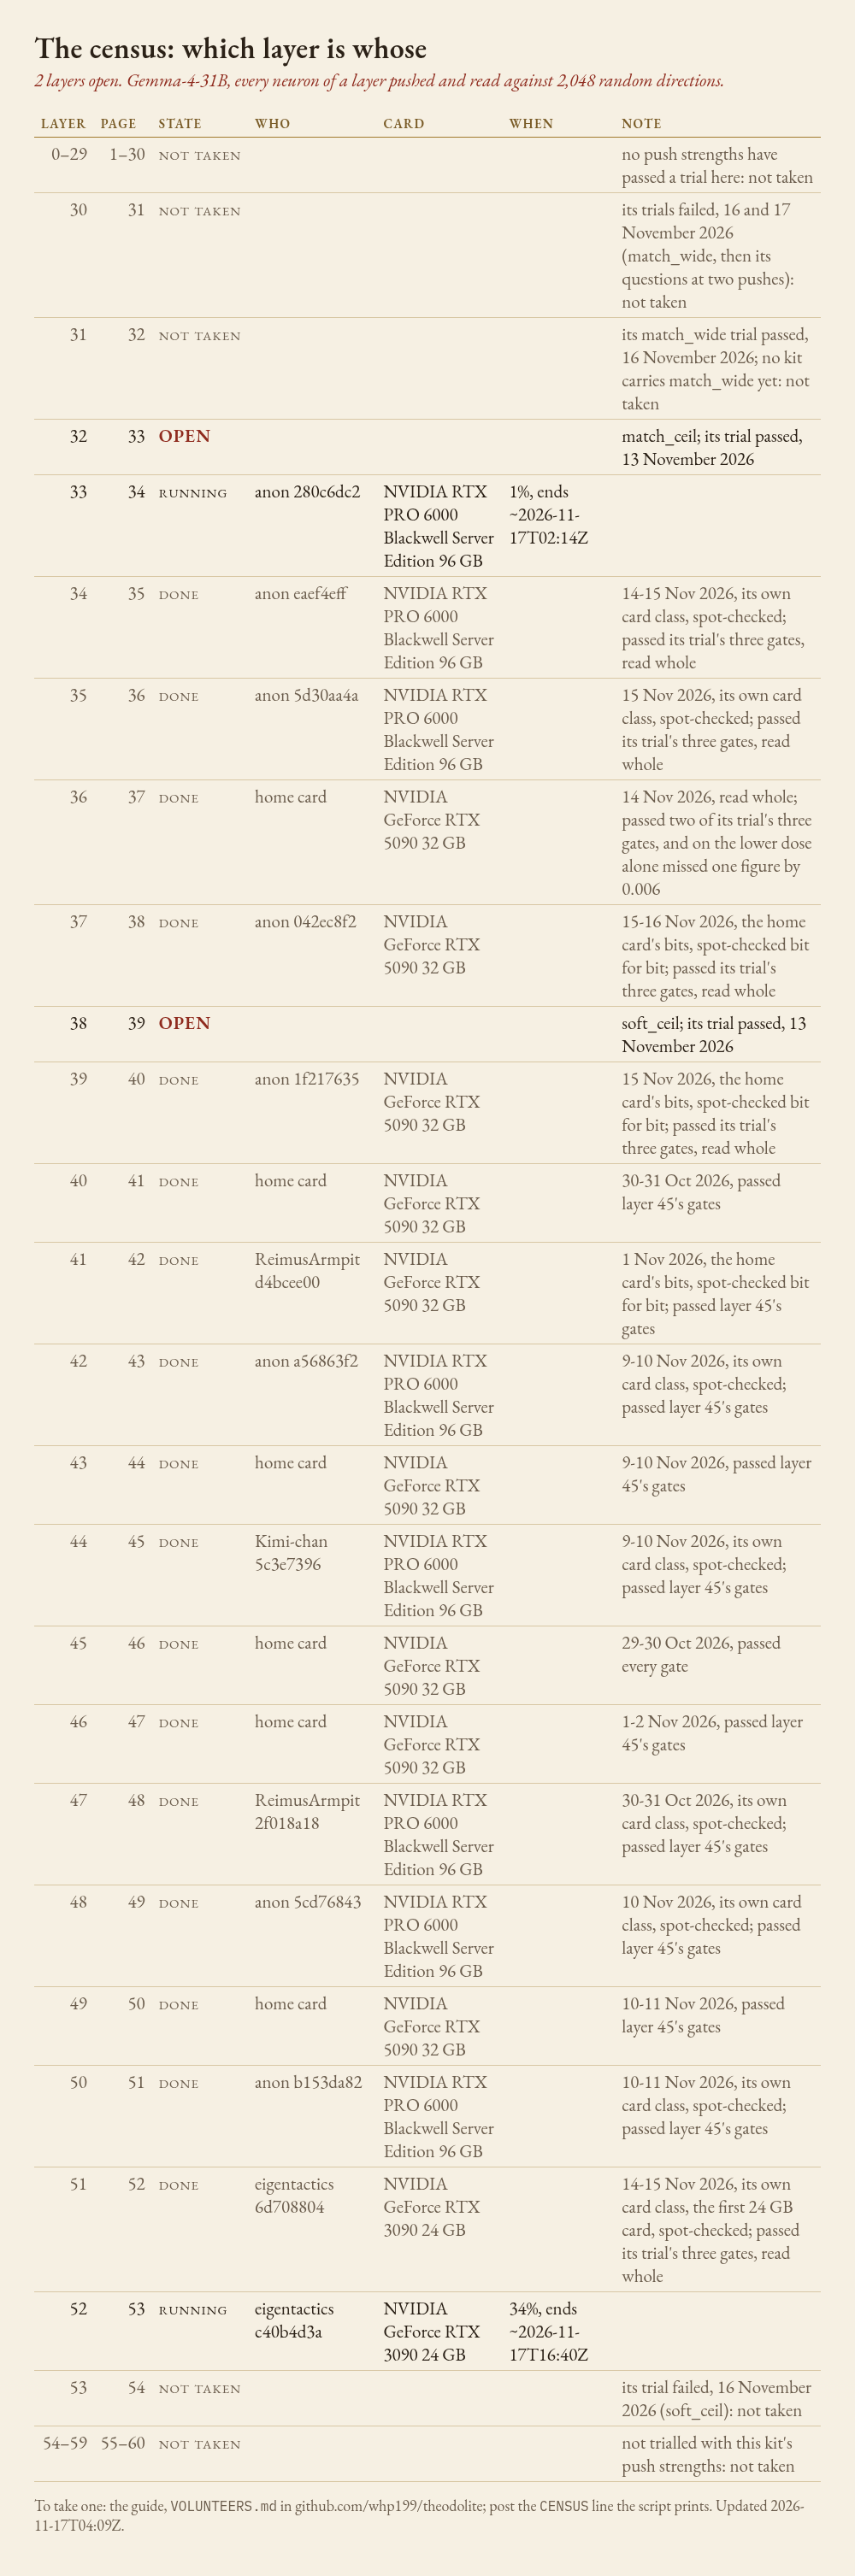 The census: which layer is whose
2 layers open. Gemma-4-31B, every neuron of a layer pushed and read against 2,048 random directions.
LAYER PAGE STATE WHO CARD WHEN NOTE
0–29 1–30 NOT TAKEN no push strengths have
passed a trial here: not taken
30 31 NOT TAKEN its trials failed, 16 and 17
November 2026
(match_wide, then its
questions at two pushes):
not taken
31 32 NOT TAKEN its match_wide trial passed,
16 November 2026; no kit
carries match_wide yet: not
taken
32 33 OPEN match_ceil; its trial passed,
13 November 2026
33 34 RUNNING anon 280c6dc2 NVIDIA RTX 1%, ends
PRO 6000 ~2026-11-
Blackwell Server 17T02:14Z
Edition 96 GB
34 35 DONE anon eaef4eff NVIDIA RTX 14-15 Nov 2026, its own
PRO 6000 card class, spot-checked;
Blackwell Server passed its trial's three gates,
Edition 96 GB read whole
35 36 DONE anon 5d30aa4a NVIDIA RTX 15 Nov 2026, its own card
PRO 6000 class, spot-checked; passed
Blackwell Server its trial's three gates, read
Edition 96 GB whole
36 37 DONE home card NVIDIA 14 Nov 2026, read whole;
GeForce RTX passed two of its trial's three
5090 32 GB gates, and on the lower dose
alone missed one figure by
0.006
37 38 DONE anon 042ec8f2 NVIDIA 15-16 Nov 2026, the home
GeForce RTX card's bits, spot-checked bit
5090 32 GB for bit; passed its trial's
three gates, read whole
38 39 OPEN soft_ceil; its trial passed, 13
November 2026
39 40 DONE anon 1f217635 NVIDIA 15 Nov 2026, the home
GeForce RTX card's bits, spot-checked bit
5090 32 GB for bit; passed its trial's
three gates, read whole
40 41 DONE home card NVIDIA 30-31 Oct 2026, passed
GeForce RTX layer 45's gates
5090 32 GB
41 42 DONE ReimusArmpit NVIDIA 1 Nov 2026, the home
d4bcee00 GeForce RTX card's bits, spot-checked bit
5090 32 GB for bit; passed layer 45's
gates
42 43 DONE anon a56863f2 NVIDIA RTX 9-10 Nov 2026, its own
PRO 6000 card class, spot-checked;
Blackwell Server passed layer 45's gates
Edition 96 GB
43 44 DONE home card NVIDIA 9-10 Nov 2026, passed layer
GeForce RTX 45's gates
5090 32 GB
44 45 DONE Kimi-chan NVIDIA RTX 9-10 Nov 2026, its own
5c3e7396 PRO 6000 card class, spot-checked;
Blackwell Server passed layer 45's gates
Edition 96 GB
45 46 DONE home card NVIDIA 29-30 Oct 2026, passed
GeForce RTX every gate
5090 32 GB
46 47 DONE home card NVIDIA 1-2 Nov 2026, passed layer
GeForce RTX 45's gates
5090 32 GB
47 48 DONE ReimusArmpit NVIDIA RTX 30-31 Oct 2026, its own
2f018a18 PRO 6000 card class, spot-checked;
Blackwell Server passed layer 45's gates
Edition 96 GB
48 49 DONE anon 5cd76843 NVIDIA RTX 10 Nov 2026, its own card
PRO 6000 class, spot-checked; passed
Blackwell Server layer 45's gates
Edition 96 GB
49 50 DONE home card NVIDIA 10-11 Nov 2026, passed
GeForce RTX layer 45's gates
5090 32 GB
50 51 DONE anon b153da82 NVIDIA RTX 10-11 Nov 2026, its own
PRO 6000 card class, spot-checked;
Blackwell Server passed layer 45's gates
Edition 96 GB
51 52 DONE eigentactics NVIDIA 14-15 Nov 2026, its own
6d708804 GeForce RTX card class, the first 24 GB
3090 24 GB card, spot-checked; passed
its trial's three gates, read
whole
52 53 RUNNING eigentactics NVIDIA 34%, ends
c40b4d3a GeForce RTX ~2026-11-
3090 24 GB 17T16:40Z
53 54 NOT TAKEN its trial failed, 16 November
2026 (soft_ceil): not taken
54–59 55–60 NOT TAKEN not trialled with this kit's
push strengths: not taken
To take one: the guide, VOLUNTEERS.md in github.com/whp199/theodolite; post the CENSUS line the script prints. Updated 2026-
11-17T04:09Z.